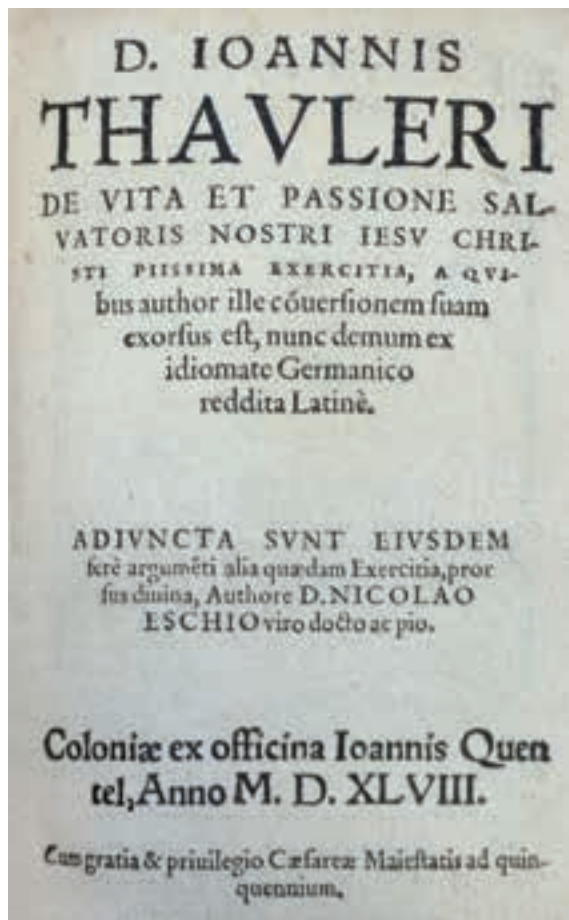 D. IOANNIS
THAVLERI
DE VITA ET PASSIONE SAL-
VATORIS NOSTRI IESV CHRI-
STI PIISSIMA EXERCITIA, A QVI-
bus author ille cóuersionem suam
exorsus est, nunc demum ex
idiomate Germanico
reddita Latinè.
ADIVNCTA SVNT EIVSDEM
ferè argumēti alia quædam Exercitia, pror
sus diuina, Authore D. NICOLAO
ESCHIO viro docto ac pio.
Coloniæ ex officina Ioannis Quen
tel, Anno M. D. XLVIII.
Cum gratia & priuilegio Cæsareæ Maiestatis ad quin-
quennium.